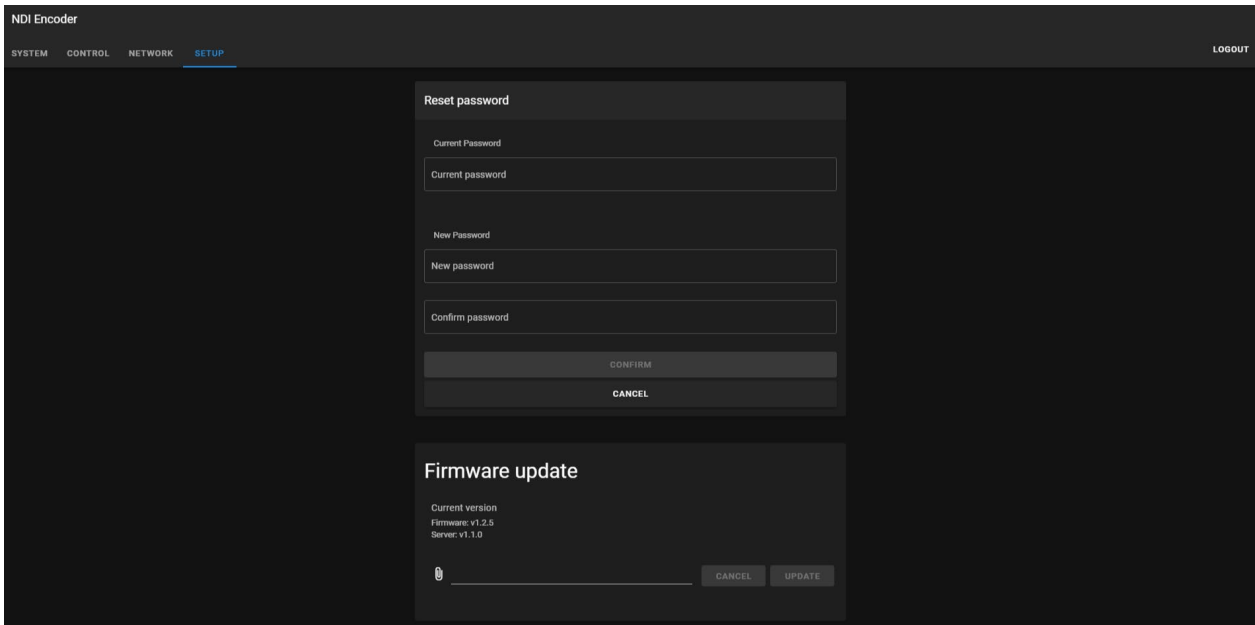 NDI Encoder
SYSTEM CONTROL NETWORK SETUP LOGOUT
Reset password
Current Password
Current password
New Password
New password
Confirm password
CONFIRM
CANCEL
Firmware update
Current version
Firmware: v1.2.5
Server: v1.1.0
CANCEL UPDATE